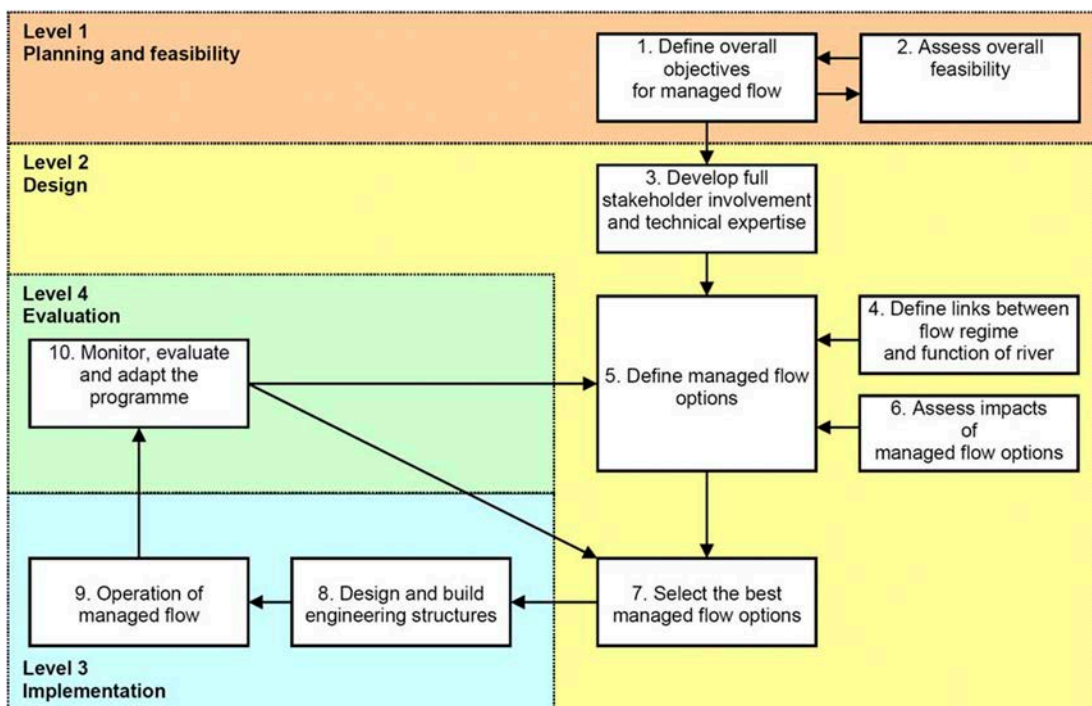 Level 1
Planning and feasibility
1. Define overall
objectives
for managed flow
2. Assess overall
feasibility
Level 2
Design
3. Develop full
stakeholder involvement
and technical expertise
Level 4
Evaluation
10. Monitor, evaluate
and adapt the
programme
5. Define managed flow
options
4. Define links between
flow regime
and function of river
6. Assess impacts
of
managed flow options
9. Operation of
managed flow
8. Design and build
engineering structures
7. Select the best
managed flow options
Level 3
Implementation